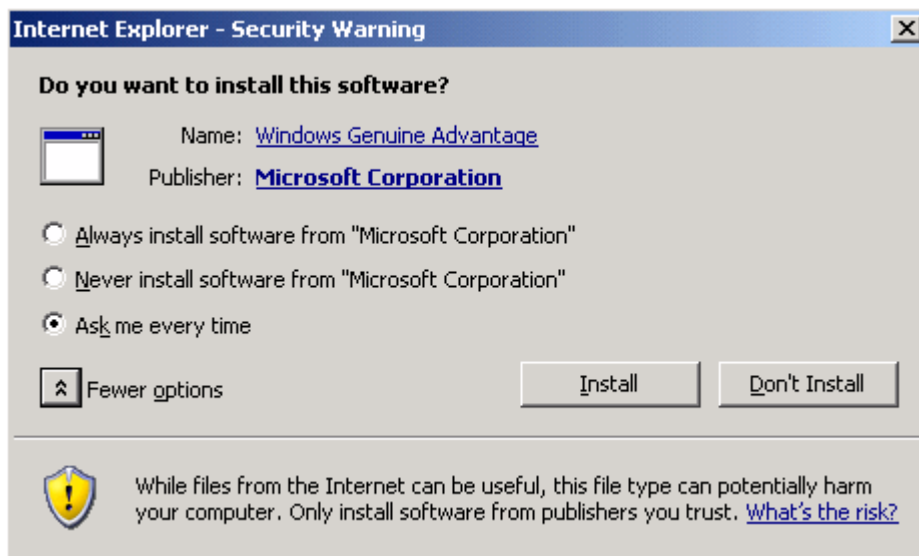 Internet Explorer - Security Warning
Do you want to install this software?
Name: Windows Genuine Advantage
Publisher: Microsoft Corporation
Always install software from "Microsoft Corporation"
Never install software from "Microsoft Corporation"
Ask me every time
Fewer options
Install
Don't Install
While files from the Internet can be useful, this file type can potentially harm
your computer. Only install software from publishers you trust. What's the risk?